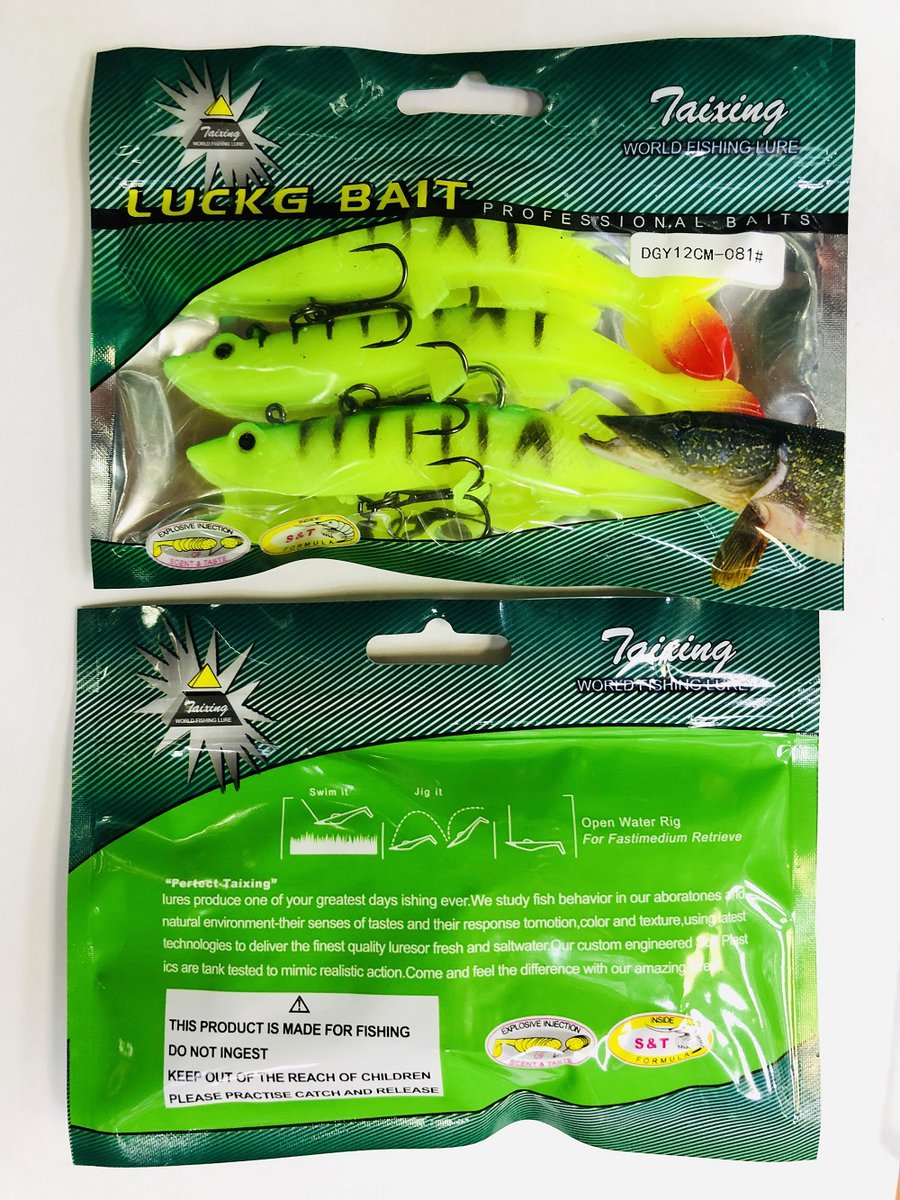 Taixing
WORLD FISHING LURE
Taixing
WORLD FISHING LURE
LUCKG BAIT
PROFESSIONAL BAITS
DGY12CM-081#
EXPLOSIVE INJECTION
OF
SCENT & TASTE
INSIDE
S&T
FORMULA
Taixing
WORLD FISHING LURE
Taixing
WORLD FISHING LURE
Swim it
Jig it
Open Water Rig
For Fastimedium Retrieve
"Perfect-Taixing"
lures produce one of your greatest days ishing ever.We study fish behavior in our aboratones and
natural environment-their senses of tastes and their response tomotion,color and texture,using latest
technologies to deliver the finest quality luresor fresh and saltwater.Our custom engineered Plast
ics are tank tested to mimic realistic action.Come and feel the difference with our amazing
THIS PRODUCT IS MADE FOR FISHING
DO NOT INGEST
KEEP OUT OF THE REACH OF CHILDREN
PLEASE PRACTISE CATCH AND RELEASE
EXPLOSIVE INJECTION
OF
SCENT & TASTE
INSIDE
S&T
FORMULA